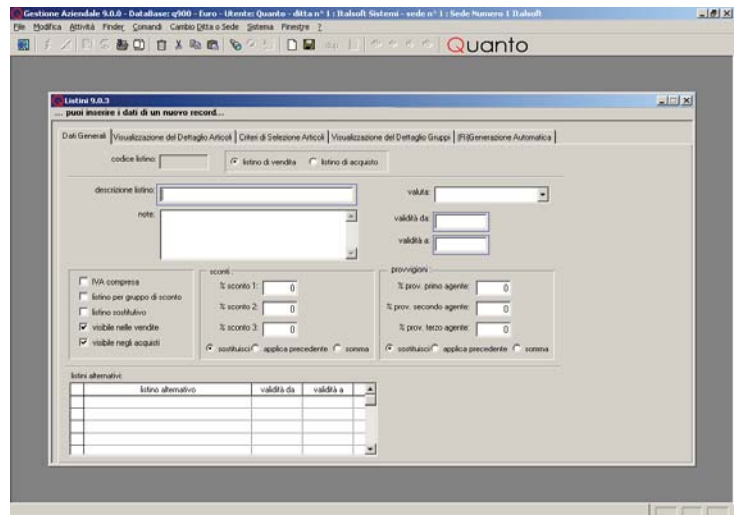 Gestione Aziendale 9.0.0 - DataBase: q900 - Euro - Utente: Quanto - ditta n° 1 : Italsoft Sistemi - sede n° 1 : Sede Numero 1 Italsoft
File Modifica Attività Finder Comandi Cambio Ditta o Sede Sistema Finestre ?
Quanto
Listini 9.0.3
... puoi inserire i dati di un nuovo record...
Dati Generali Visualizzazione del Dettaglio Articoli Criteri di Selezione Articoli Visualizzazione del Dettaglio Gruppi (Ri)Generazione Automatica
codice listino: listino di vendita listino di acquisto
descrizione listino: valuta:
note: validità da:
validità a:
sconti : provvigioni :
IVA compresa % sconto 1: 0 % prov. primo agente: 0
listino per gruppo di sconto
listino sostitutivo % sconto 2: 0 % prov. secondo agente: 0
visibile nelle vendite % sconto 3: 0 % prov. terzo agente: 0
visibile negli acquisti sostituisci applica precedente somma sostituisci applica precedente somma
listini alternativi:
listino alternativo validità da validità a